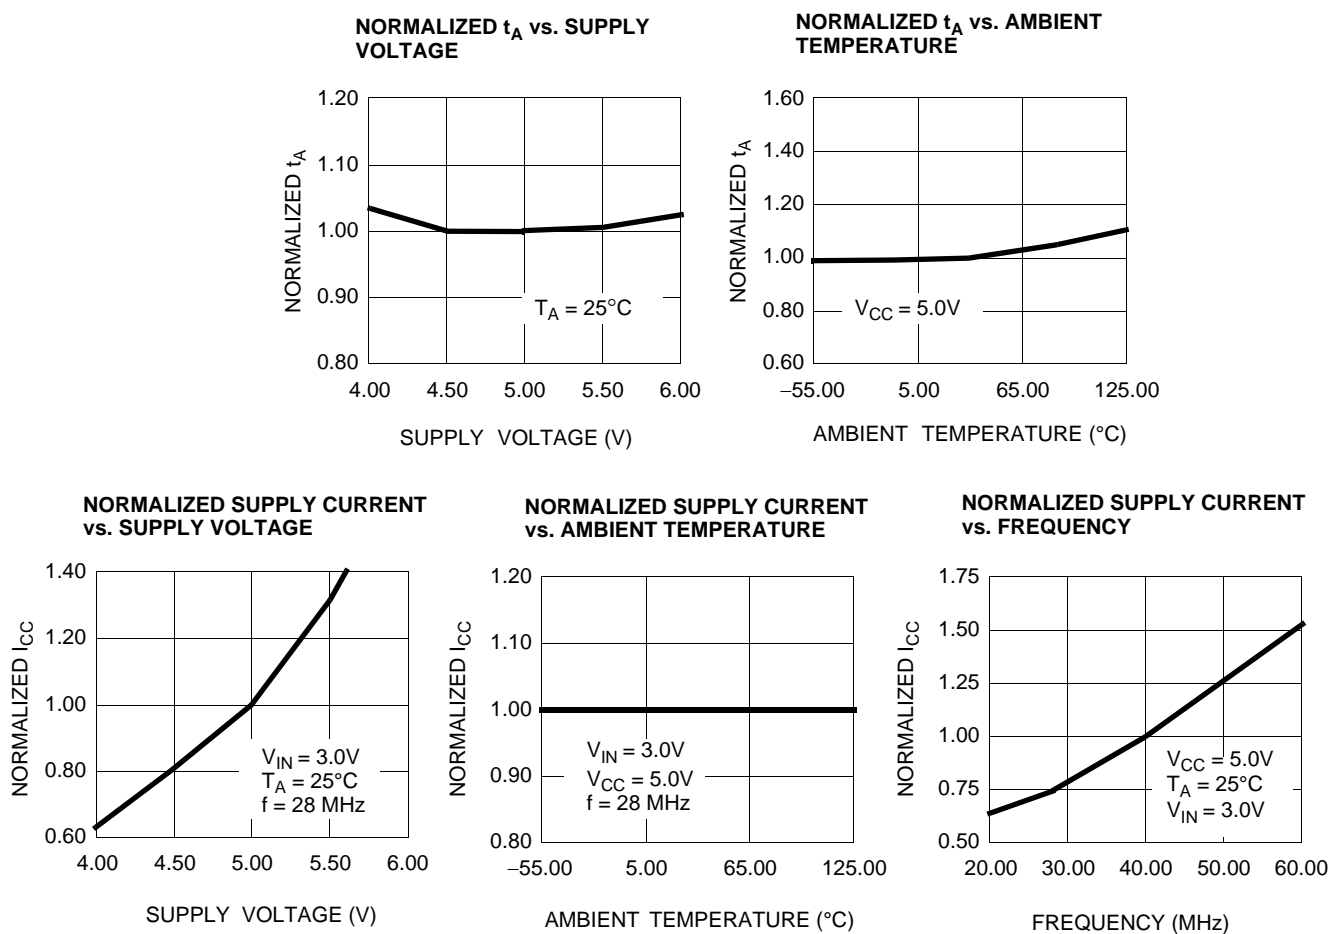 NORMALIZED tA vs. SUPPLY
VOLTAGE
NORMALIZED tA
1.20
1.10
1.00
0.90
0.80
TA = 25°C
4.00 4.50 5.00 5.50 6.00
SUPPLY VOLTAGE (V)
NORMALIZED tA vs. AMBIENT
TEMPERATURE
NORMALIZED tA
1.60
1.40
1.20
1.00
0.80
0.60
VCC = 5.0V
–55.00 5.00 65.00 125.00
AMBIENT TEMPERATURE (°C)
NORMALIZED SUPPLY CURRENT
vs. SUPPLY VOLTAGE
NORMALIZED ICC
1.40
1.20
1.00
0.80
0.60
VIN = 3.0V
TA = 25°C
f = 28 MHz
4.00 4.50 5.00 5.50 6.00
SUPPLY VOLTAGE (V)
NORMALIZED SUPPLY CURRENT
vs. AMBIENT TEMPERATURE
NORMALIZED ICC
1.20
1.10
1.00
0.90
0.80
VIN = 3.0V
VCC = 5.0V
f = 28 MHz
–55.00 5.00 65.00 125.00
AMBIENT TEMPERATURE (°C)
NORMALIZED SUPPLY CURRENT
vs. FREQUENCY
NORMALIZED ICC
1.75
1.50
1.25
1.00
0.75
0.50
VCC = 5.0V
TA = 25°C
VIN = 3.0V
20.00 30.00 40.00 50.00 60.00
FREQUENCY (MHz)